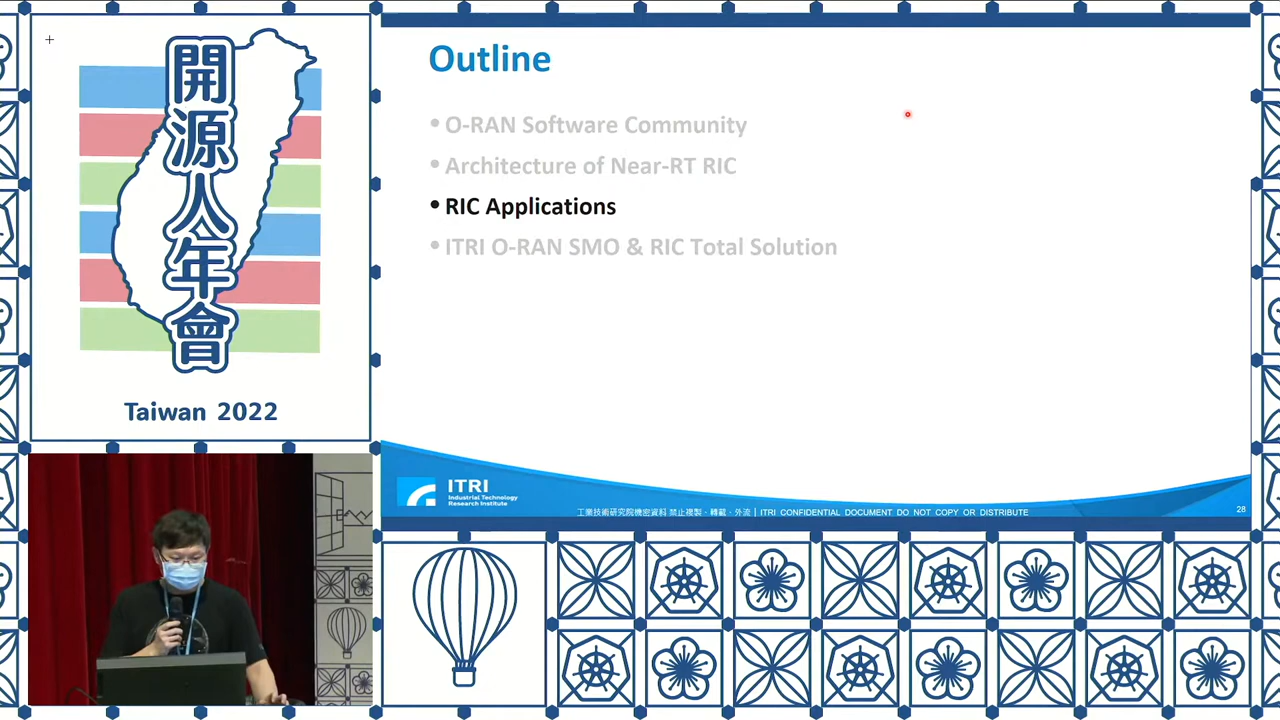 開源人年會
Taiwan 2022
Outline
• O-RAN Software Community
• Architecture of Near-RT RIC
• RIC Applications
• ITRI O-RAN SMO & RIC Total Solution
ITRI
Industrial Technology
Research Institute
工業技術研究院機密資料 禁止複製、轉載、外流 | ITRI CONFIDENTIAL DOCUMENT DO NOT COPY OR DISTRIBUTE
28